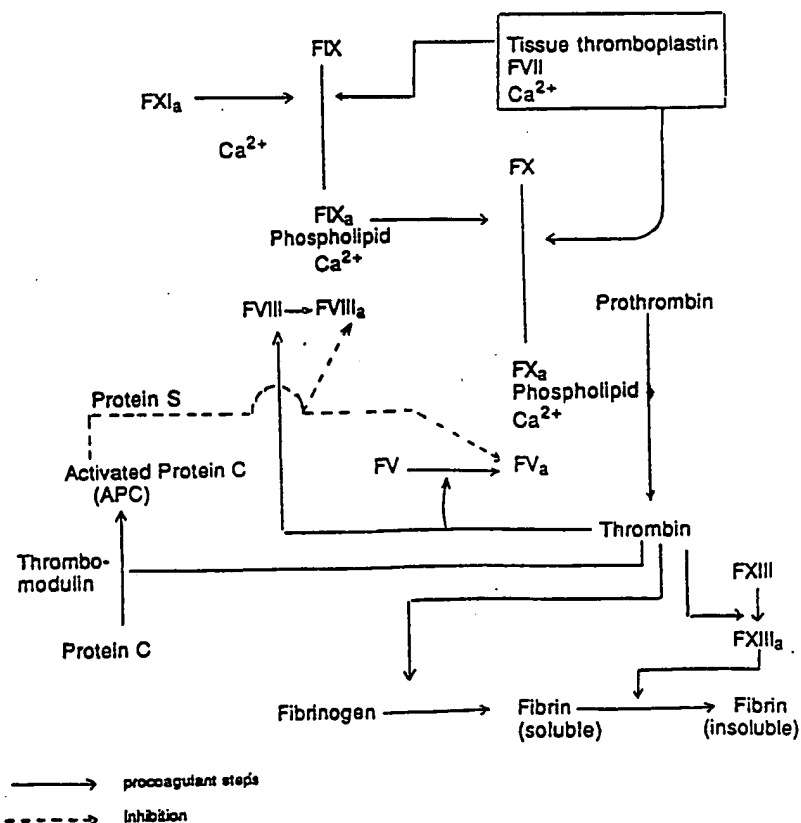 FIX
Tissue thromboplastin
FVII
Ca²⁺
FXIₐ
Ca²⁺
FX
FIXₐ
Phospholipid
Ca²⁺
FVIII
FVIIIₐ
Prothrombin
FXₐ
Phospholipid
Ca²⁺
Protein S
Activated Protein C
(APC)
FV
FVₐ
Thrombin
Thrombo-
modulin
FXIII
FXIIIₐ
Protein C
Fibrinogen
Fibrin
(soluble)
Fibrin
(insoluble)
procoagulant steps
Inhibition